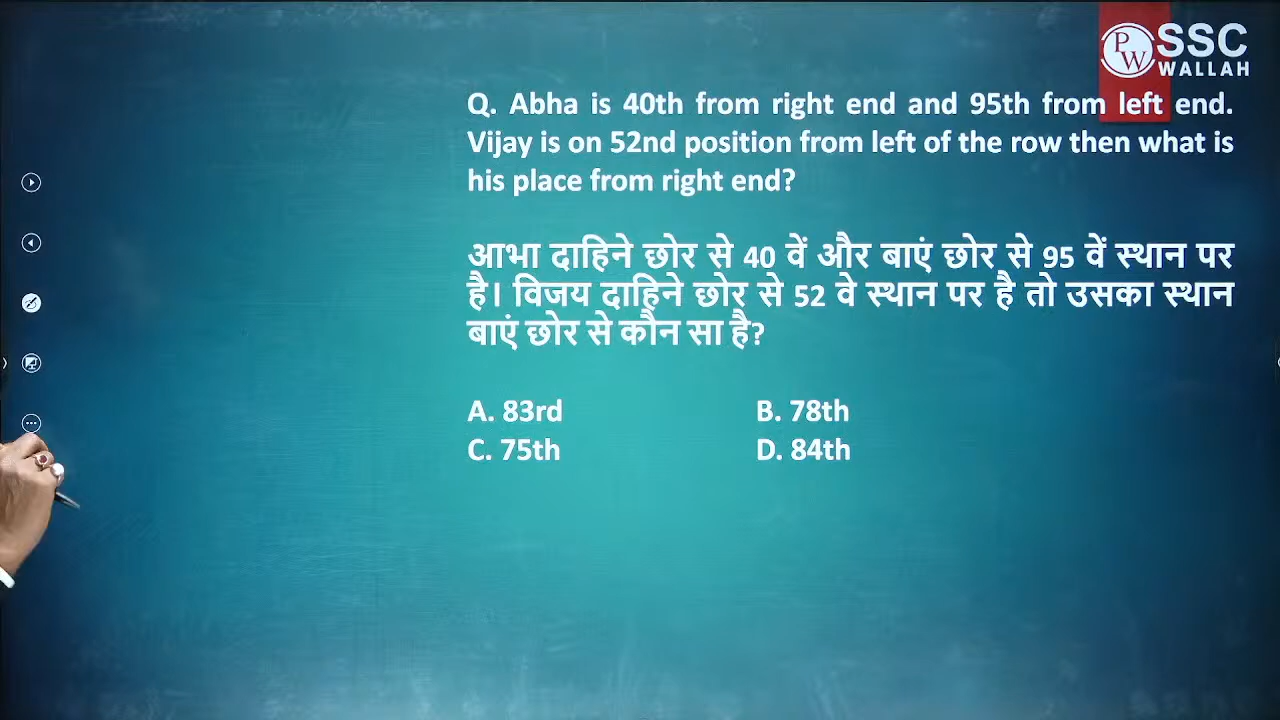 PW SSC
WALLAH
Q. Abha is 40th from right end and 95th from left end.
Vijay is on 52nd position from left of the row then what is
his place from right end?
आभा दाहिने छोर से 40 वें और बाएं छोर से 95 वें स्थान पर
है। विजय दाहिने छोर से 52 वे स्थान पर है तो उसका स्थान
बाएं छोर से कौन सा है?
A. 83rd B. 78th
C. 75th D. 84th